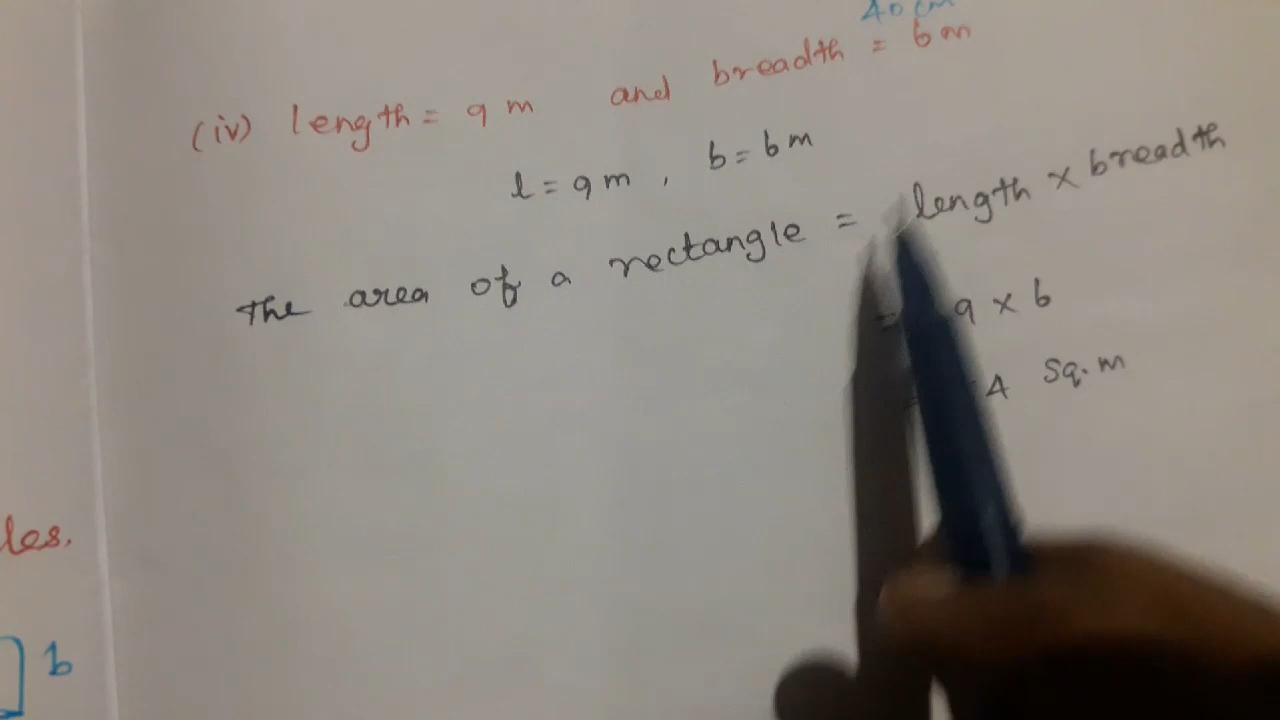 40 cm
(iv) length = 9 m and breadth = 6 m
l = 9 m , b = 6 m
The area of a rectangle = length × breadth
= 9 × 6
4 Sq. m
les.
b